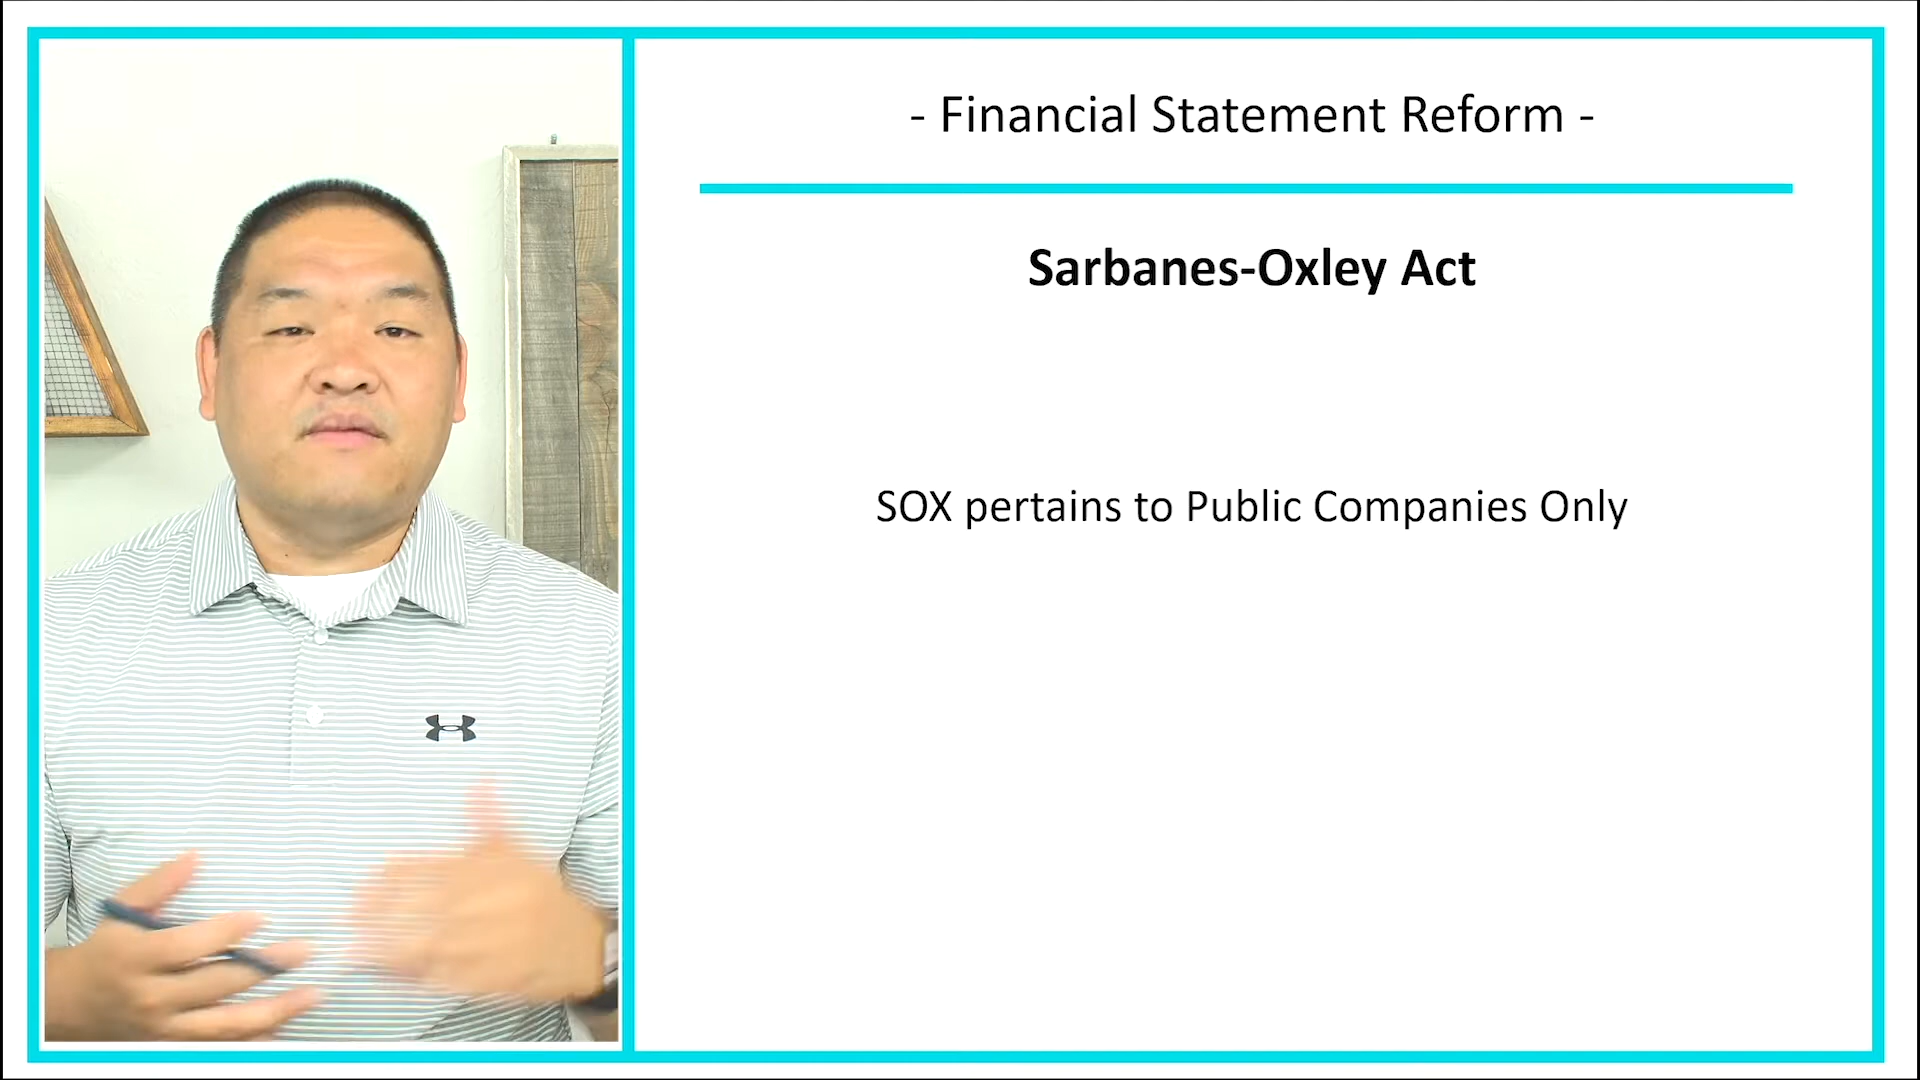 - Financial Statement Reform -
Sarbanes-Oxley Act
SOX pertains to Public Companies Only